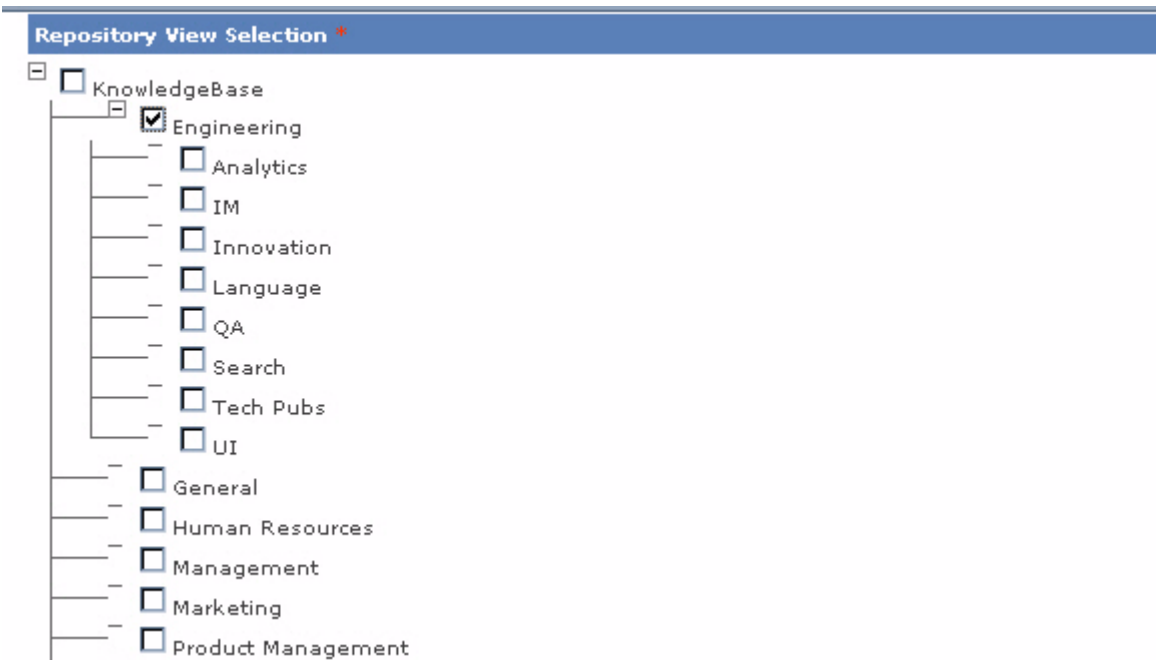 Repository View Selection *
KnowledgeBase
Engineering
Analytics
IM
Innovation
Language
QA
Search
Tech Pubs
UI
General
Human Resources
Management
Marketing
Product Management